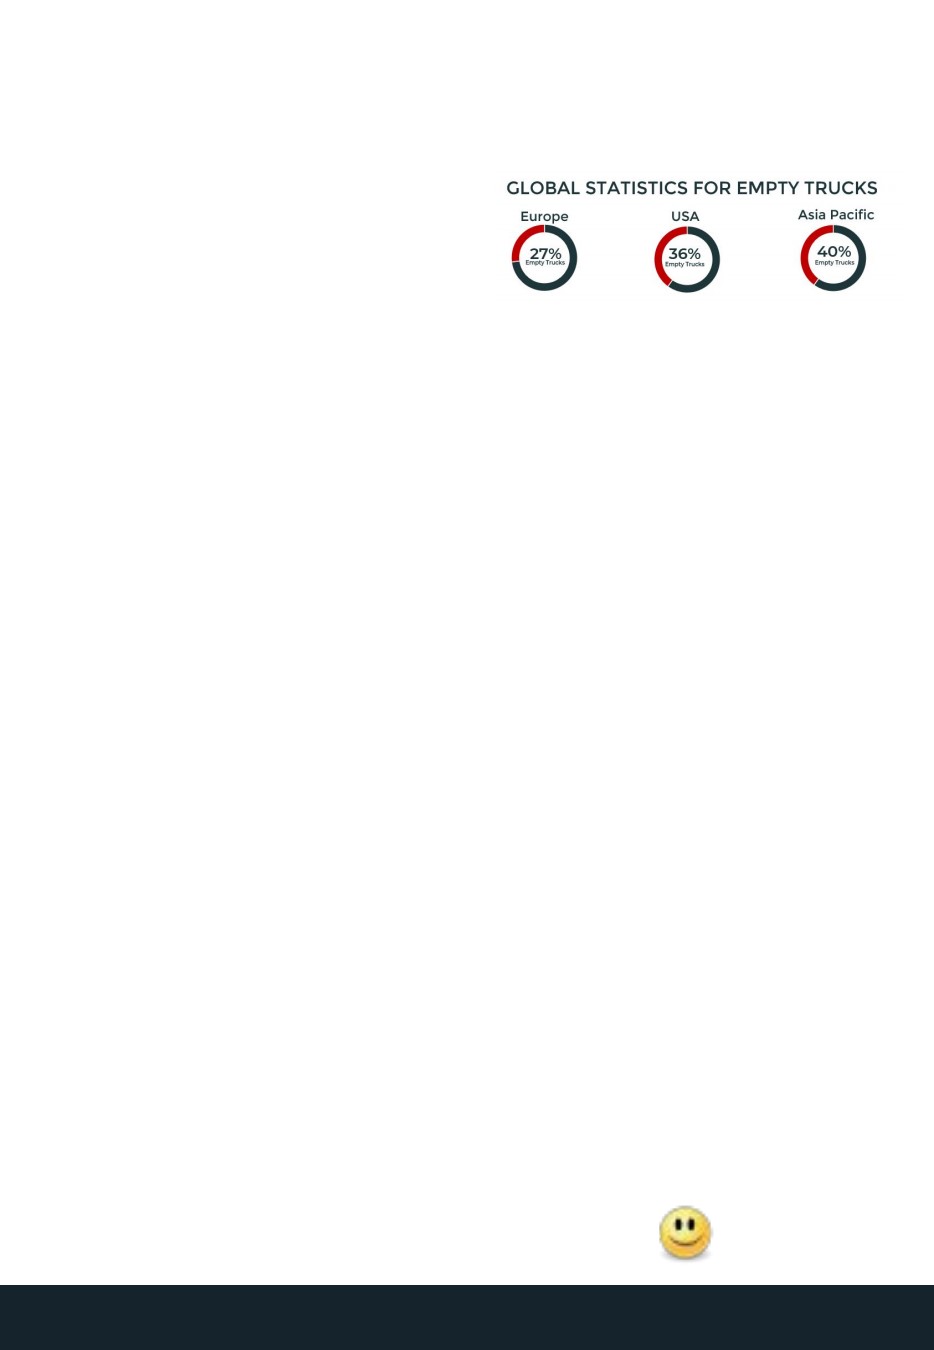 GLOBAL STATISTICS FOR EMPTY TRUCKS
Europe
USA
Asia Pacific
27%
Empty Trucks
36%
Empty Trucks
40%
Empty Trucks